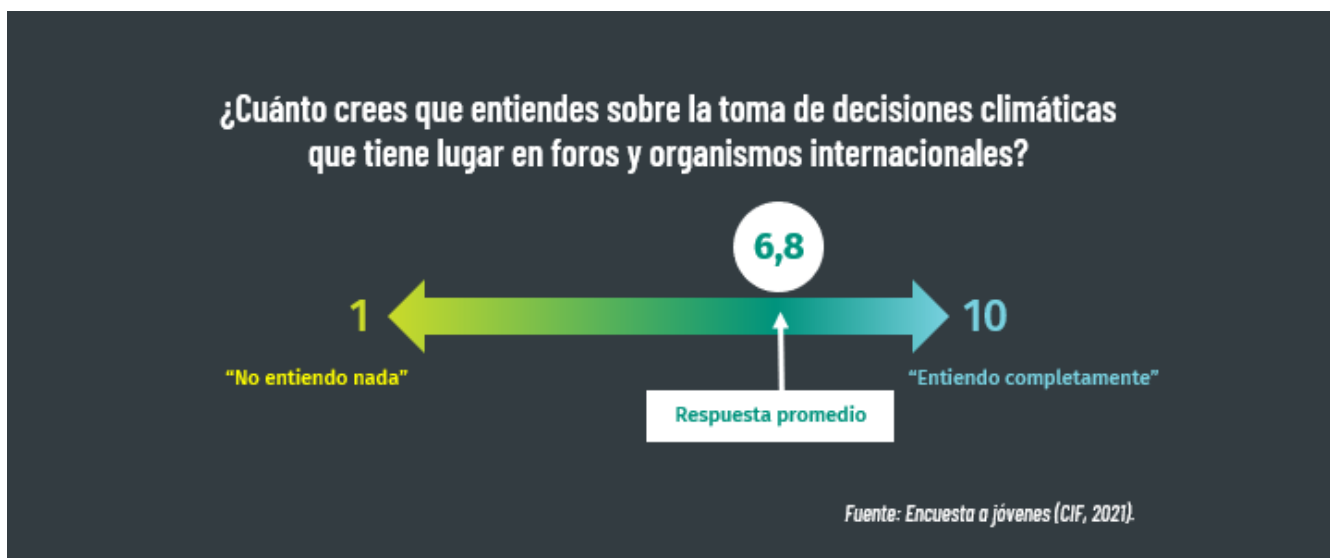 ¿Cuánto crees que entiendes sobre la toma de decisiones climáticas
que tiene lugar en foros y organismos internacionales?
6,8
1
10
“No entiendo nada”
“Entiendo completamente”
Respuesta promedio
Fuente: Encuesta a jóvenes (CIF, 2021).